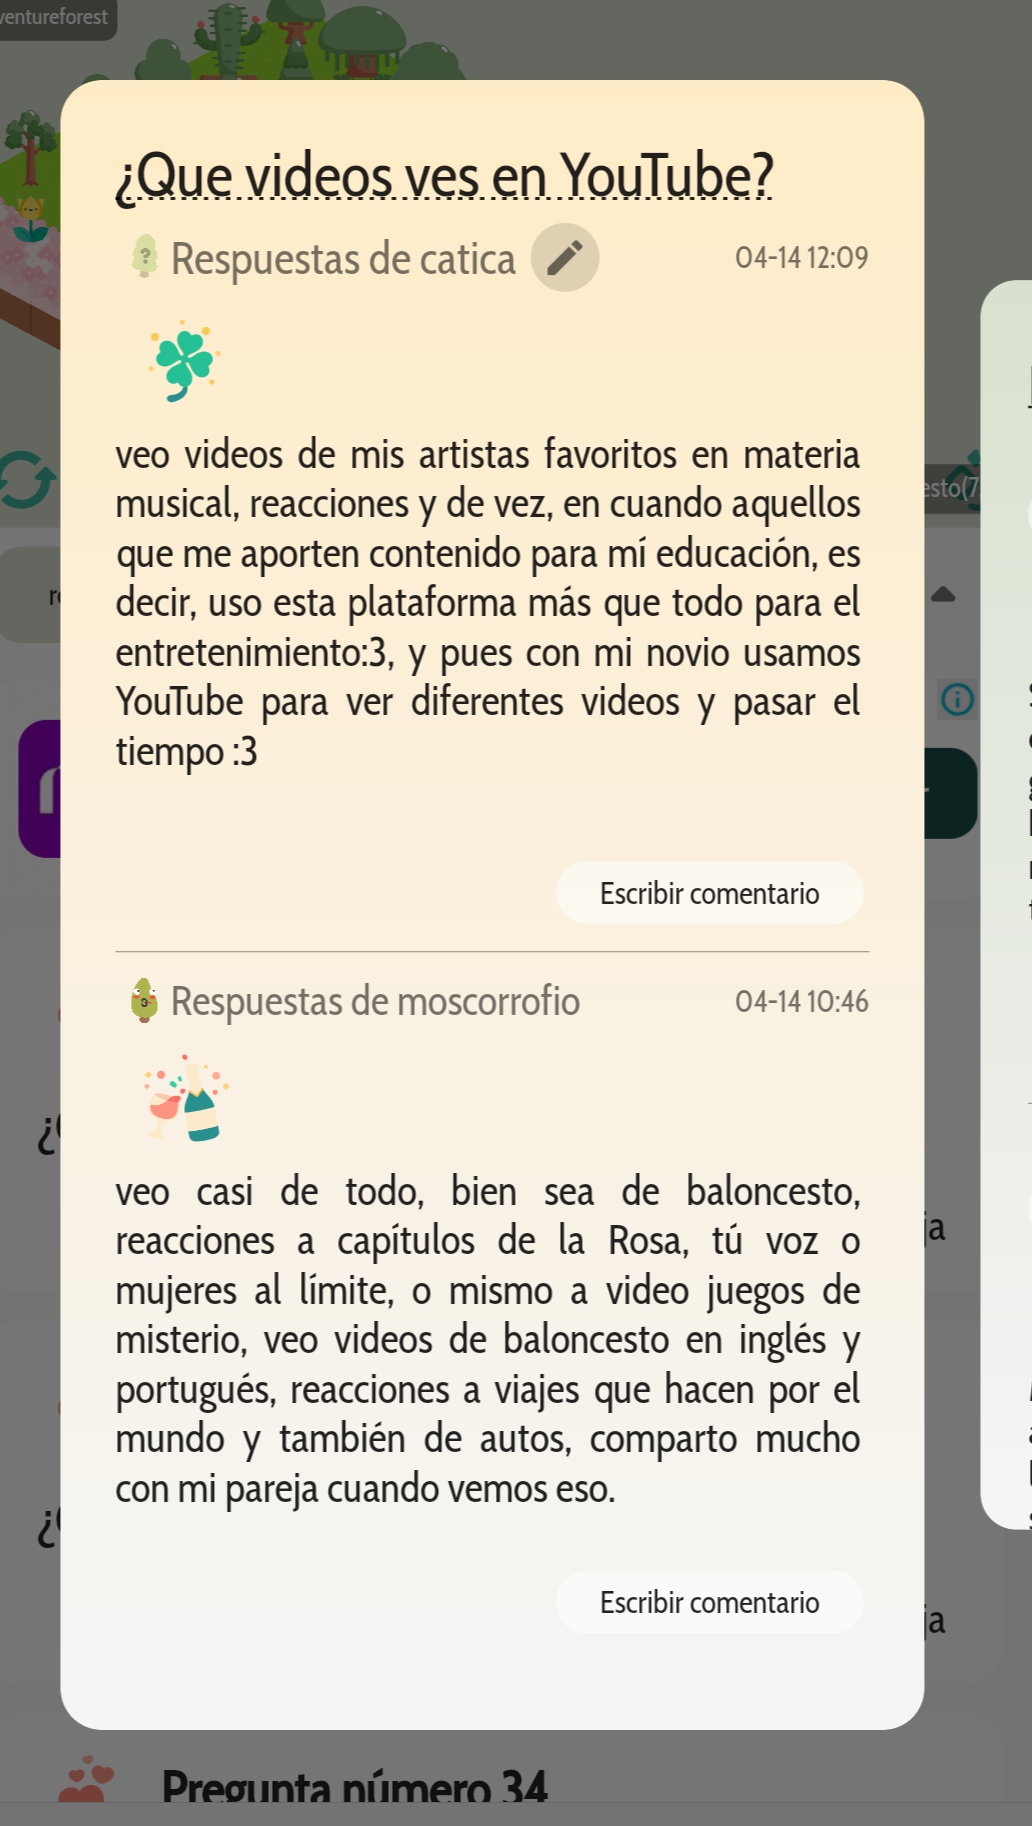 ventureforest
¿Que videos ves en YouTube?
Respuestas de catica
04-14 12:09
veo videos de mis artistas favoritos en materia
musical, reacciones y de vez, en cuando aquellos
que me aporten contenido para mí educación, es
decir, uso esta plataforma más que todo para el
entretenimiento:3, y pues con mi novio usamos
YouTube para ver diferentes videos y pasar el
tiempo :3
Escribir comentario
Respuestas de moscorrofio
04-14 10:46
veo casi de todo, bien sea de baloncesto,
reacciones a capítulos de la Rosa, tú voz o
mujeres al límite, o mismo a video juegos de
misterio, veo videos de baloncesto en inglés y
portugués, reacciones a viajes que hacen por el
mundo y también de autos, comparto mucho
con mi pareja cuando vemos eso.
Escribir comentario
Pregunta número 34